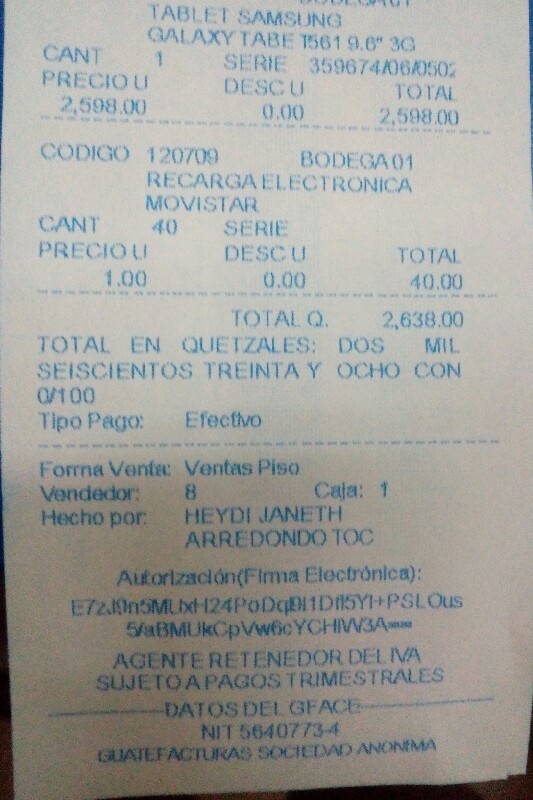 TABLET SAMSUNG
GALAXY TAB E T561 9.6" 3G
CANT 1 SERIE 359674/06/0502
PRECIO U DESC U TOTAL
2,598.00 0.00 2,598.00
CODIGO 120709 BODEGA 01
RECARGA ELECTRONICA
MOVISTAR
CANT 40 SERIE
PRECIO U DESC U TOTAL
1.00 0.00 40.00
TOTAL Q. 2,638.00
TOTAL EN QUETZALES: DOS MIL
SEISCIENTOS TREINTA Y OCHO CON
0/100
Tipo Pago: Efectivo
Forma Venta: Ventas Piso
Vendedor: 8 Caja: 1
Hecho por: HEYDI JANETH
ARREDONDO TOC
Autorización(Firma Electrónica):
AGENTE RETENEDOR DEL IVA
SUJETO A PAGOS TRIMESTRALES
DATOS DEL GFACE
NIT 5640773-4
GUATEFACTURAS SOCIEDAD ANONIMA